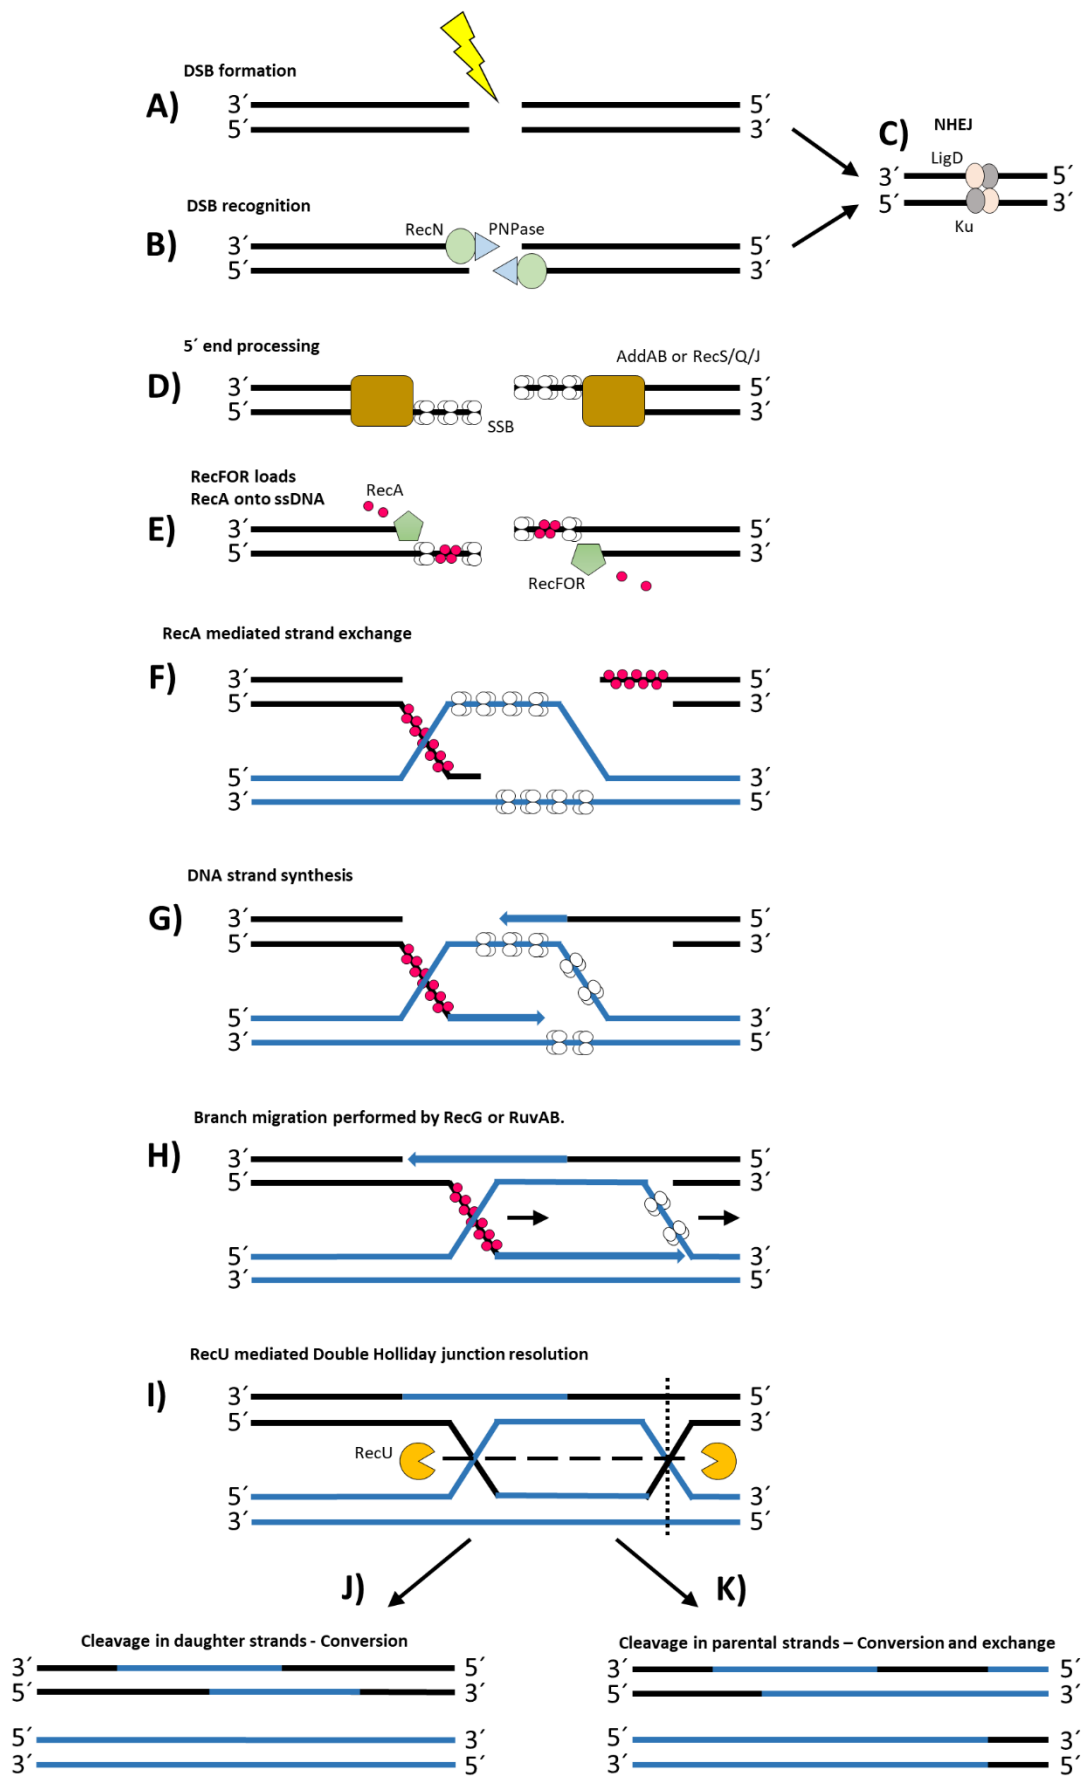 DSB formation
A)
3´ 5´
5´ 3´
C) NHEJ
LigD
3´ 5´
5´ 3´
Ku
DSB recognition
B)
RecN PNPase
3´ 5´
5´ 3´
5´ end processing
AddAB or RecS/Q/J
D)
3´ 5´
5´ 3´
SSB
RecFOR loads
RecA onto ssDNA
RecA
E)
3´ 5´
5´ 3´
RecFOR
RecA mediated strand exchange
F)
3´ 5´
5´ 3´
5´ 3´
3´ 5´
DNA strand synthesis
G)
3´ 5´
5´ 3´
5´ 3´
3´ 5´
Branch migration performed by RecG or RuvAB.
H)
3´ 5´
5´ 3´
5´ 3´
3´ 5´
RecU mediated Double Holliday junction resolution
I)
3´ 5´
5´ 3´
RecU
5´ 3´
3´ 5´
J)
Cleavage in daughter strands - Conversion
3´ 5´
5´ 3´
5´ 3´
3´ 5´
K)
Cleavage in parental strands – Conversion and exchange
3´ 5´
5´ 3´
5´ 3´
3´ 5´